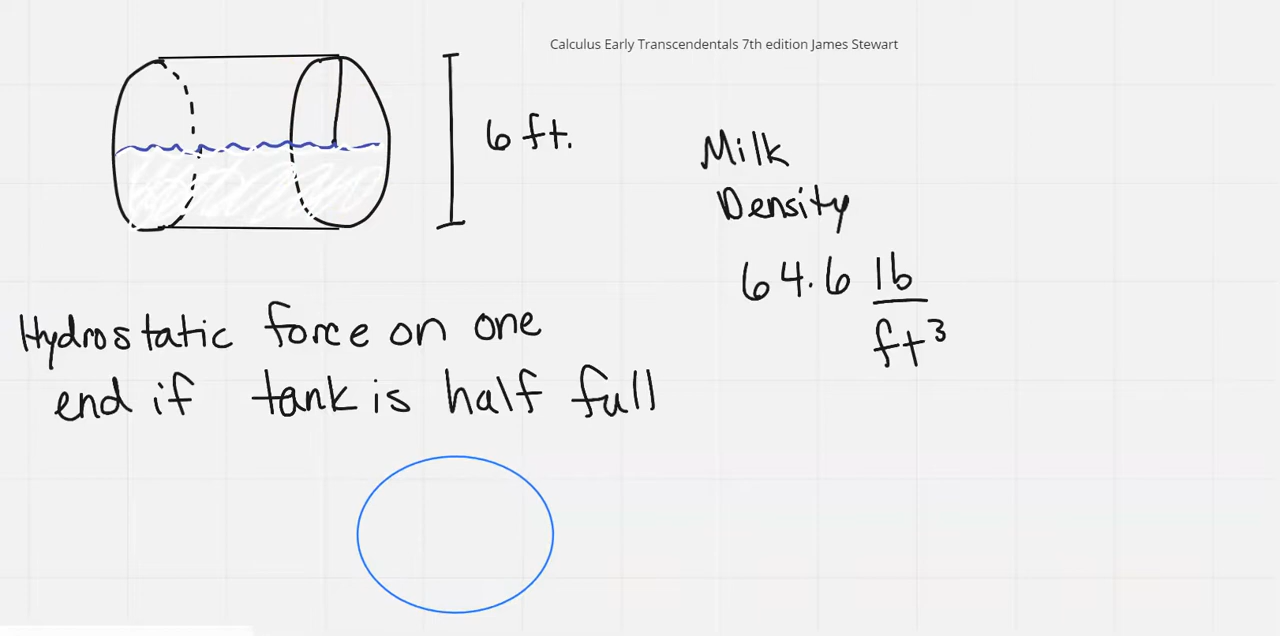 Calculus Early Transcendentals 7th edition James Stewart
6 ft.
Milk
Density
64.6 lb
ft³
Hydrostatic force on one
end if tank is half full